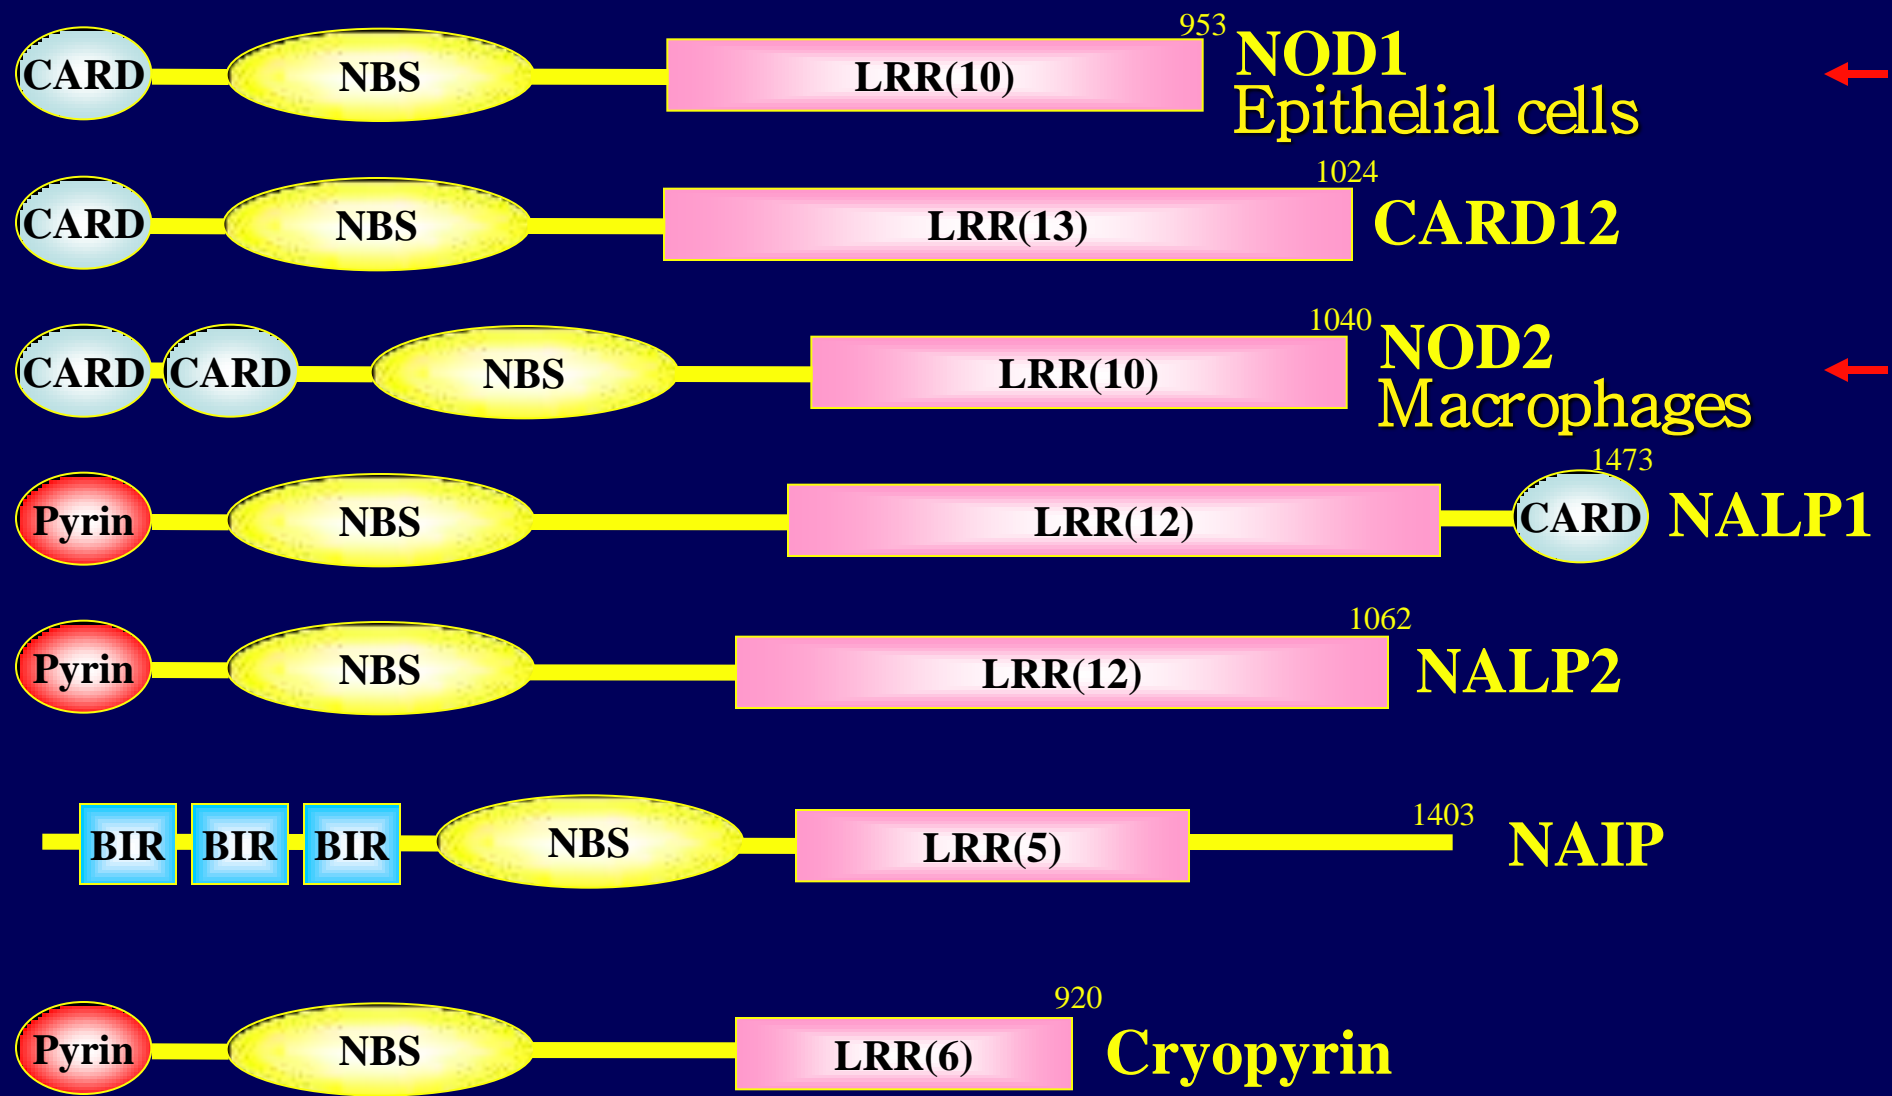 953
CARD NBS LRR(10) NOD1
Epithelial cells
1024
CARD NBS LRR(13) CARD12
1040
CARD CARD NBS LRR(10) NOD2
Macrophages
1473
Pyrin NBS LRR(12) CARD NALP1
1062
Pyrin NBS LRR(12) NALP2
1403
BIR BIR BIR NBS LRR(5) NAIP
920
Pyrin NBS LRR(6) Cryopyrin